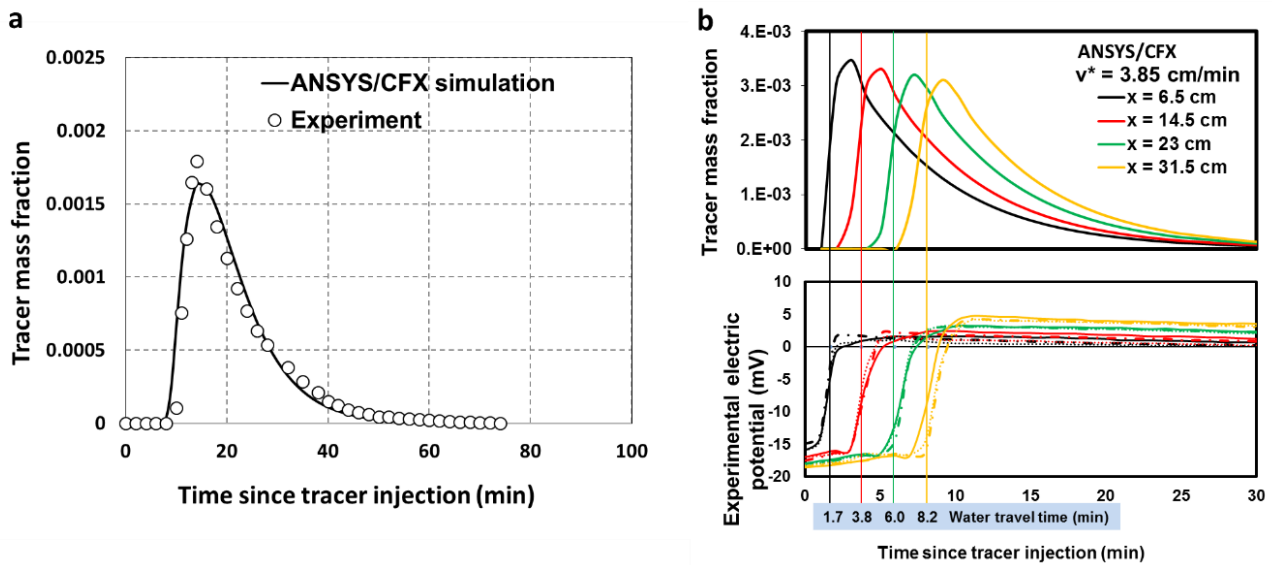 a
0.0025
0.002
0.0015
0.001
0.0005
0
0 20 40 60 80 100
Tracer mass fraction
Time since tracer injection (min)
ANSYS/CFX simulation
Experiment
b
4.E-03
3.E-03
2.E-03
1.E-03
0.E+00
Tracer mass fraction
ANSYS/CFX
v* = 3.85 cm/min
x = 6.5 cm
x = 14.5 cm
x = 23 cm
x = 31.5 cm
10
5
0
-5
-10
-15
-20
Experimental electric
potential (mV)
0 5 10 15 20 25 30
1.7 3.8 6.0 8.2 Water travel time (min)
Time since tracer injection (min)